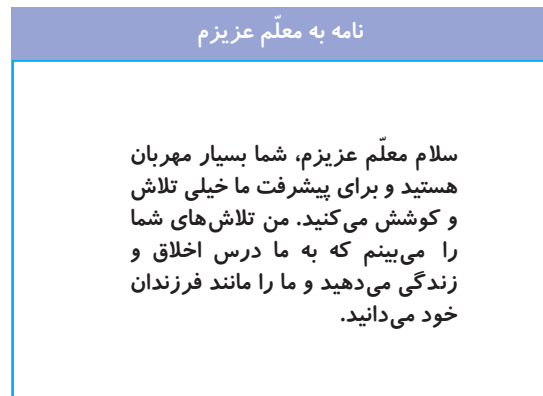 نامه به معلّم عزیزم
سلام معلّم عزیزم، شما بسیار مهربان
هستید و برای پیشرفت ما خیلی تلاش
و کوشش می‌کنید. من تلاش‌های شما
را می‌بینم که به ما درس اخلاق و
زندگی می‌دهید و ما را مانند فرزندان
خود می‌دانید.